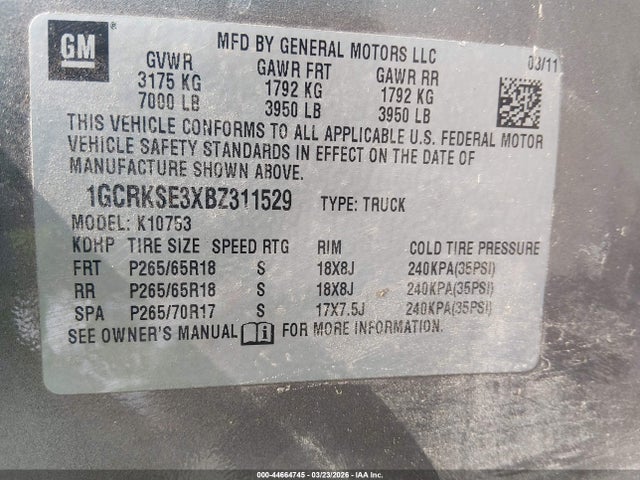 GM
MFD BY GENERAL MOTORS LLC
03/11
GVWR GAWR FRT GAWR RR
3175 KG 1792 KG 1792 KG
7000 LB 3950 LB 3950 LB
THIS VEHICLE CONFORMS TO ALL APPLICABLE U.S. FEDERAL MOTOR
VEHICLE SAFETY STANDARDS IN EFFECT ON THE DATE OF
MANUFACTURE SHOWN ABOVE.
1GCRKSE3XBZ311529 TYPE: TRUCK
MODEL: K10753
KDHP TIRE SIZE SPEED RTG RIM COLD TIRE PRESSURE
FRT P265/65R18 S 18X8J 240KPA(35PSI)
RR P265/65R18 S 18X8J 240KPA(35PSI)
SPA P265/70R17 S 17X7.5J 240KPA(35PSI)
SEE OWNER'S MANUAL FOR MORE INFORMATION.
000-44664745 - 03/23/2026 - IAA Inc.